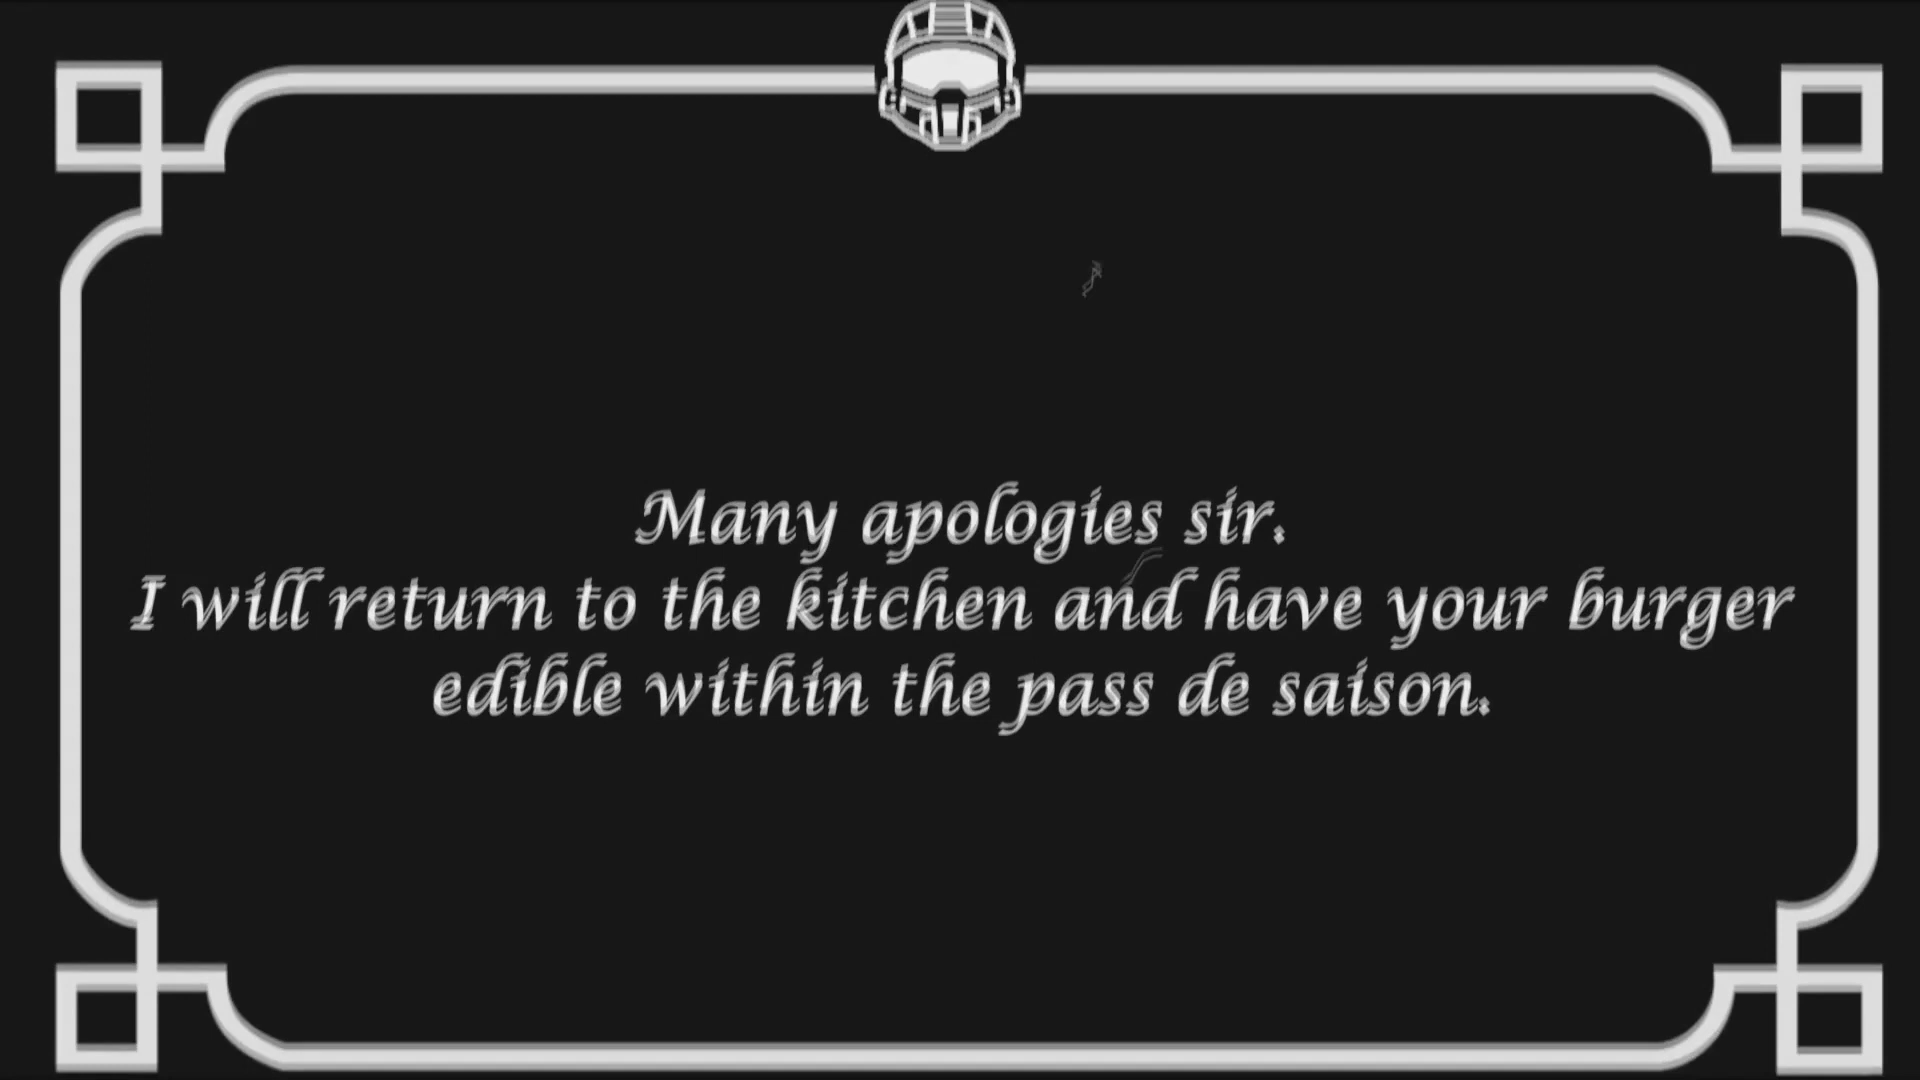 Many apologies sir.
I will return to the kitchen and have your burger
edible within the pass de saison.